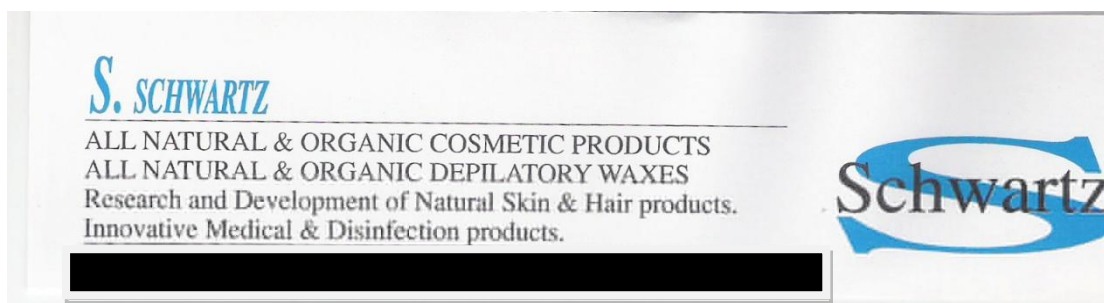 S. SCHWARTZ
ALL NATURAL & ORGANIC COSMETIC PRODUCTS
ALL NATURAL & ORGANIC DEPILATORY WAXES
Research and Development of Natural Skin & Hair products.
Innovative Medical & Disinfection products.
Schwartz